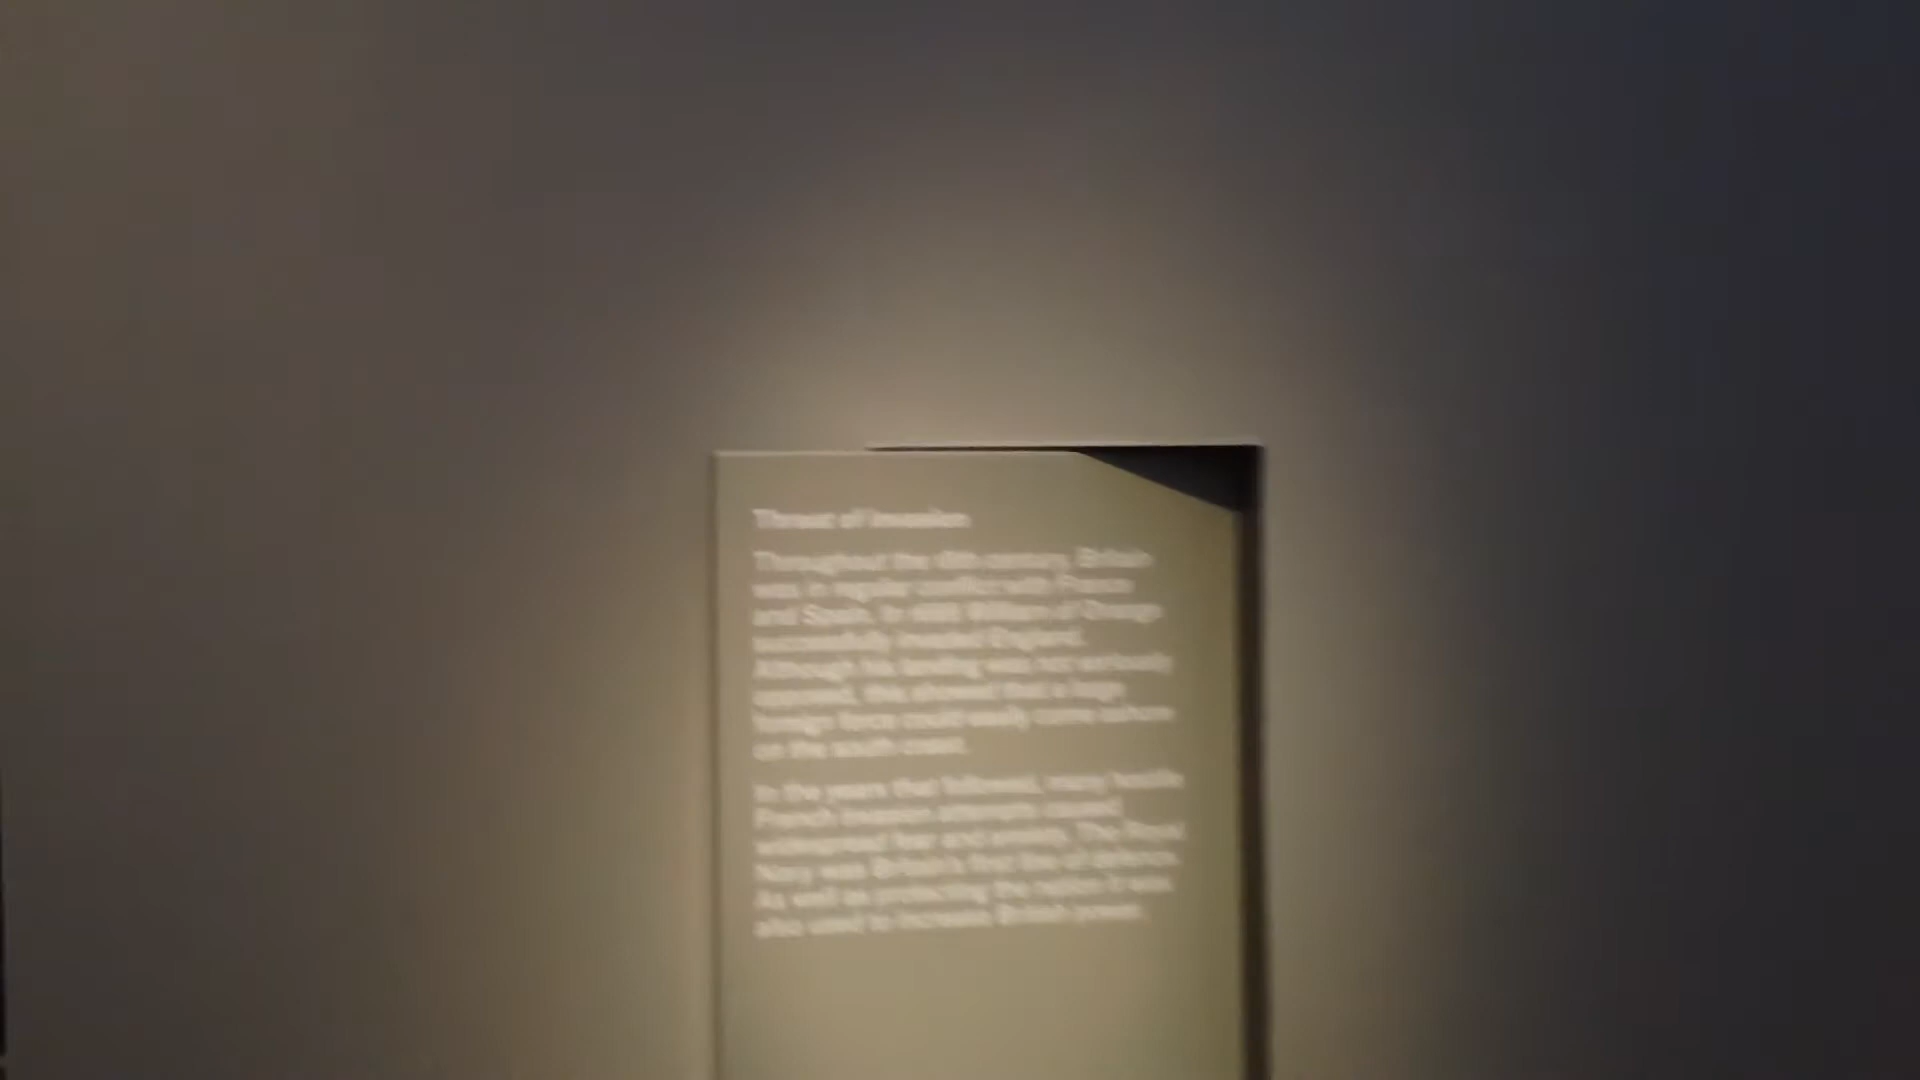 Threat of Invasion
Throughout the 18th century, Britain
was in regular conflict with France
and Spain. In 1688 William of Orange
successfully invaded England.
Although his landing was not seriously
opposed, this showed that a large
foreign force could easily come ashore
on the south coast.
In the years that followed, many hostile
French invasion attempts caused
widespread fear and anxiety. The Royal
Navy was Britain's first line of defence.
As well as protecting the nation it was
also used to increase British power.